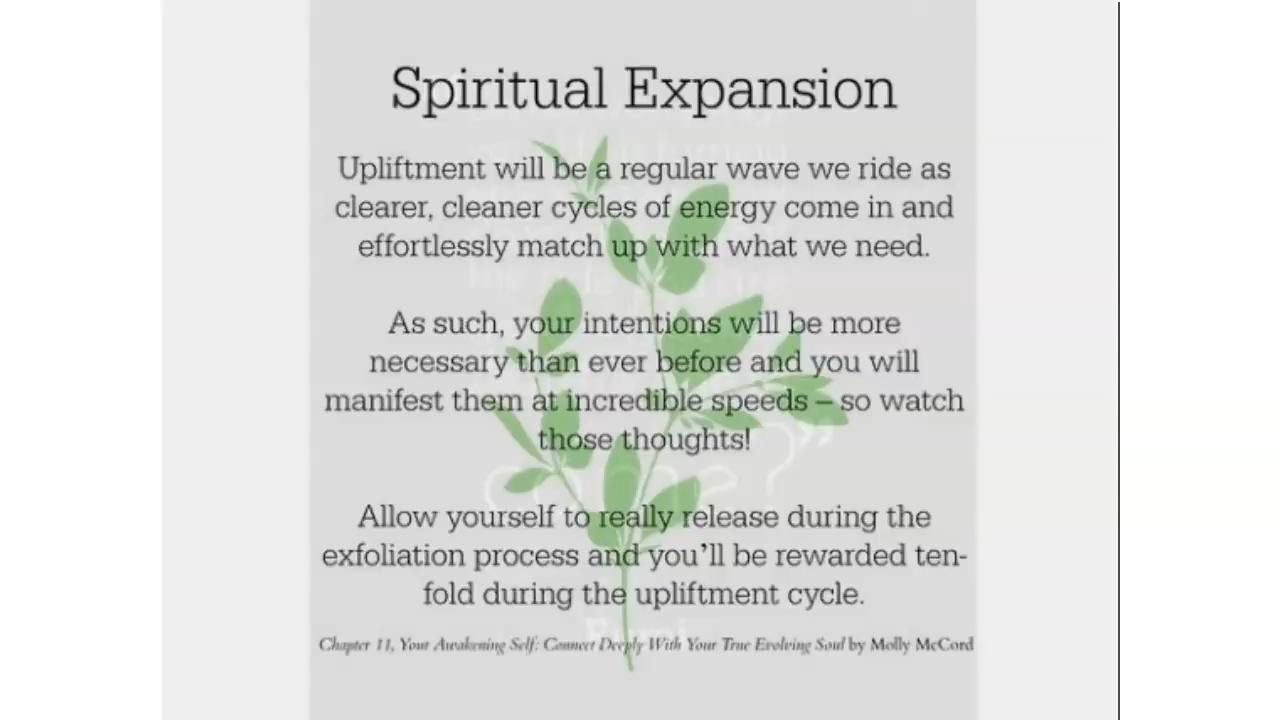 Spiritual Expansion
Upliftment will be a regular wave we ride as
clearer, cleaner cycles of energy come in and
effortlessly match up with what we need.
As such, your intentions will be more
necessary than ever before and you will
manifest them at incredible speeds – so watch
those thoughts!
Allow yourself to really release during the
exfoliation process and you'll be rewarded ten-
fold during the upliftment cycle.
Chapter 11, Your Awakening Self: Connect Deeply With Your True Evolving Soul by Molly McCord